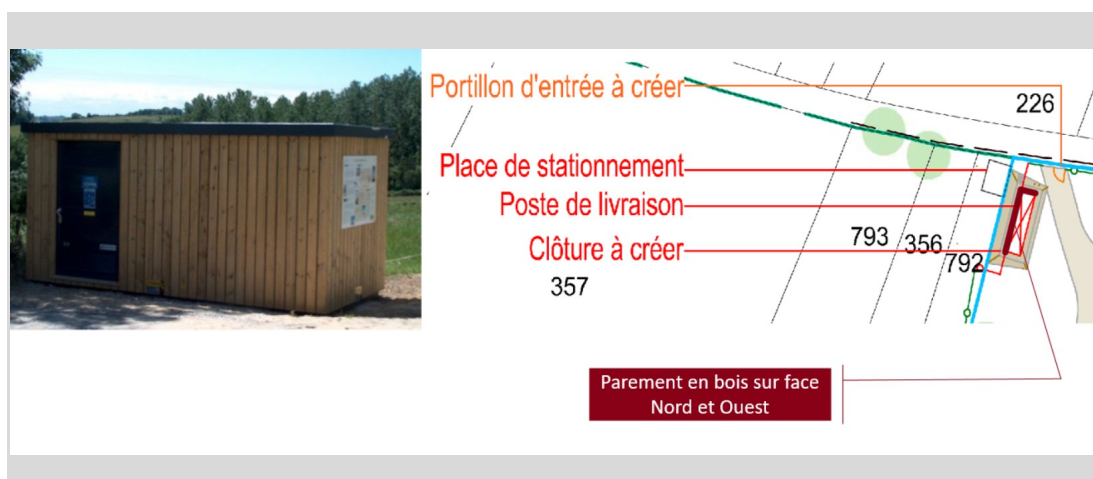 Portillon d'entrée à créer
226
Place de stationnement
Poste de livraison
793
356
Clôture à créer
792
357
Parement en bois sur face
Nord et Ouest